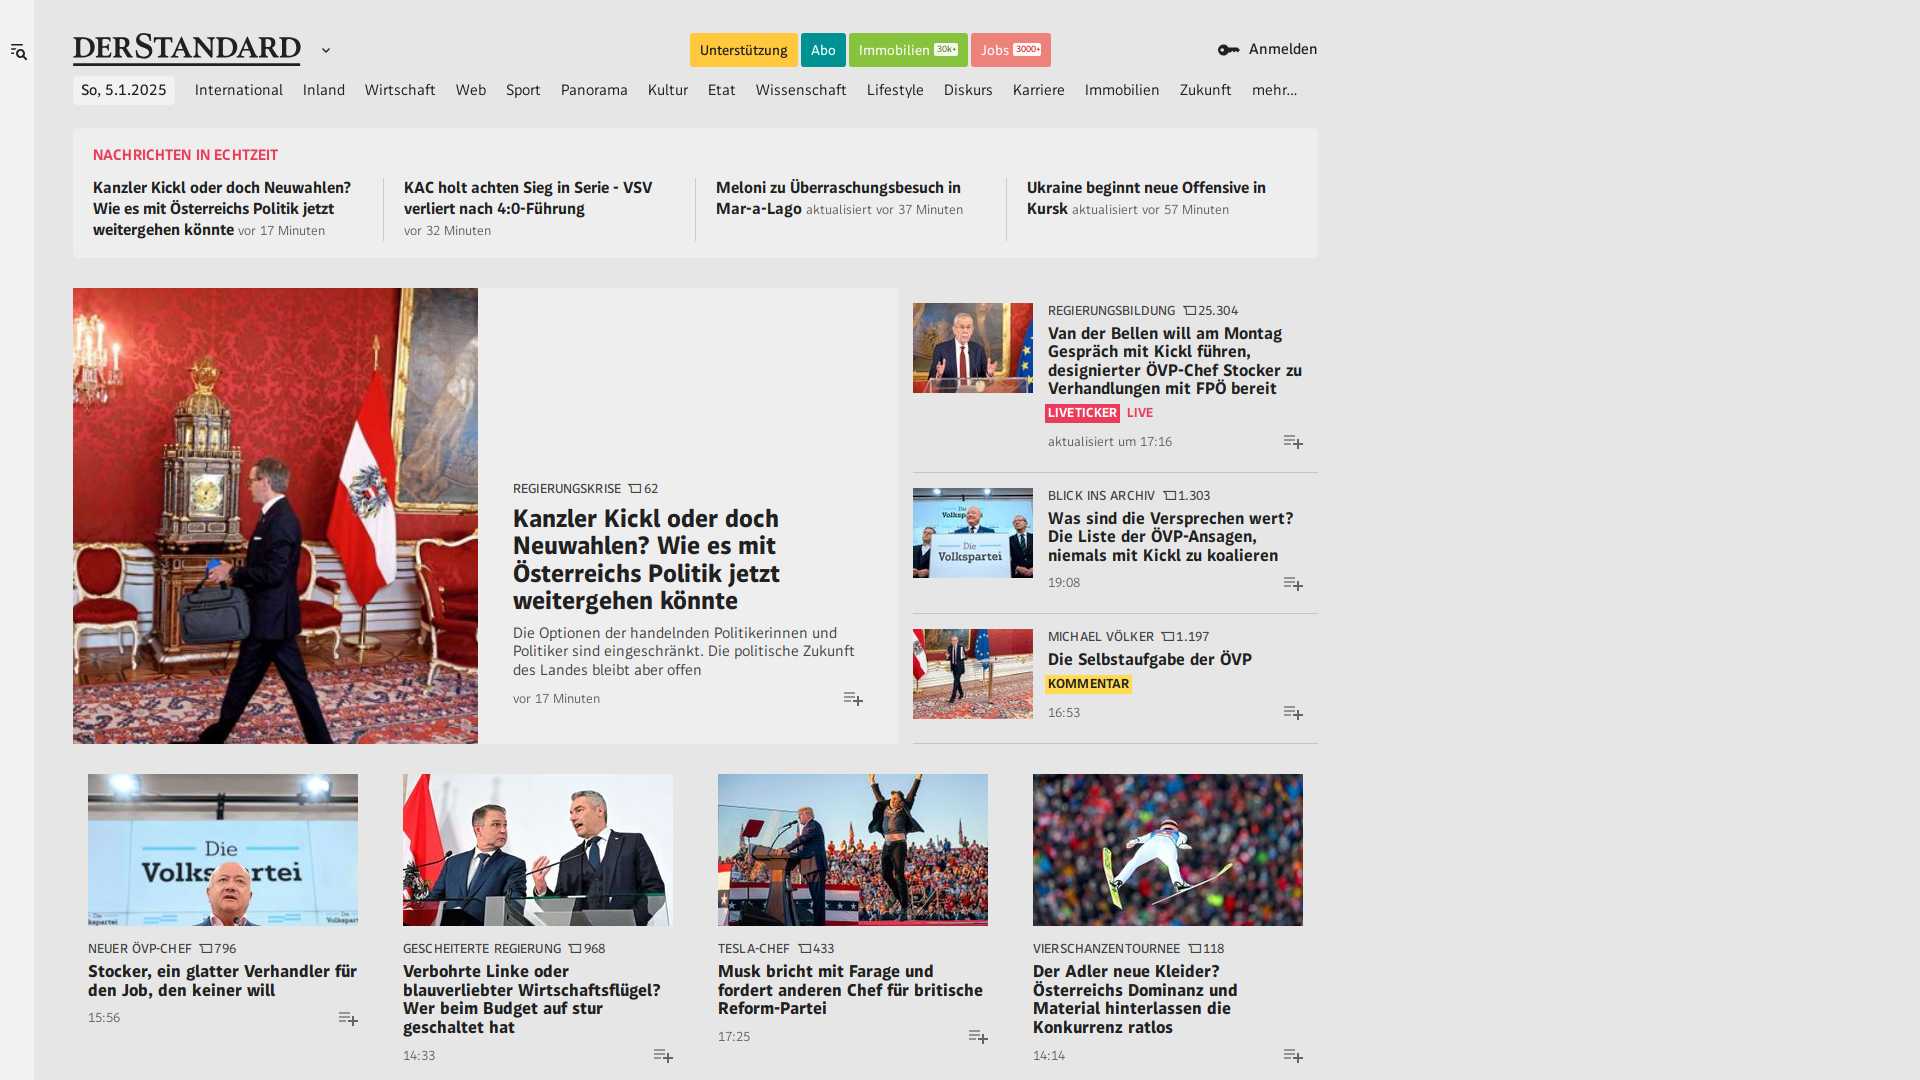 DERSTANDARD
Unterstützung
Abo
Immobilien 30k+
Jobs 3000+
Anmelden
So, 5.1.2025
International
Inland
Wirtschaft
Web
Sport
Panorama
Kultur
Etat
Wissenschaft
Lifestyle
Diskurs
Karriere
Immobilien
Zukunft
mehr...
NACHRICHTEN IN ECHTZEIT
Kanzler Kickl oder doch Neuwahlen?
Wie es mit Österreichs Politik jetzt
weitergehen könnte vor 17 Minuten
KAC holt achten Sieg in Serie - VSV
verliert nach 4:0-Führung
vor 32 Minuten
Meloni zu Überraschungsbesuch in
Mar-a-Lago aktualisiert vor 37 Minuten
Ukraine beginnt neue Offensive in
Kursk aktualisiert vor 57 Minuten
REGIERUNGSKRISE 62
Kanzler Kickl oder doch
Neuwahlen? Wie es mit
Österreichs Politik jetzt
weitergehen könnte
Die Optionen der handelnden Politikerinnen und
Politiker sind eingeschränkt. Die politische Zukunft
des Landes bleibt aber offen
vor 17 Minuten
REGIERUNGSBILDUNG 25.304
Van der Bellen will am Montag
Gespräch mit Kickl führen,
designierter ÖVP-Chef Stocker zu
Verhandlungen mit FPÖ bereit
LIVETICKER LIVE
aktualisiert um 17:16
Die
Volkspartei
BLICK INS ARCHIV 1.303
Was sind die Versprechen wert?
Die Liste der ÖVP-Ansagen,
niemals mit Kickl zu koalieren
19:08
MICHAEL VÖLKER 1.197
Die Selbstaufgabe der ÖVP
KOMMENTAR
16:53
Die
Volkspartei
NEUER ÖVP-CHEF 796
Stocker, ein glatter Verhandler für
den Job, den keiner will
15:56
GESCHEITERTE REGIERUNG 968
Verbohrte Linke oder
blauverliebter Wirtschaftsflügel?
Wer beim Budget auf stur
geschaltet hat
14:33
TESLA-CHEF 433
Musk bricht mit Farage und
fordert anderen Chef für britische
Reform-Partei
17:25
VIERSCHANZENTOURNEE 118
Der Adler neue Kleider?
Österreichs Dominanz und
Material hinterlassen die
Konkurrenz ratlos
14:14